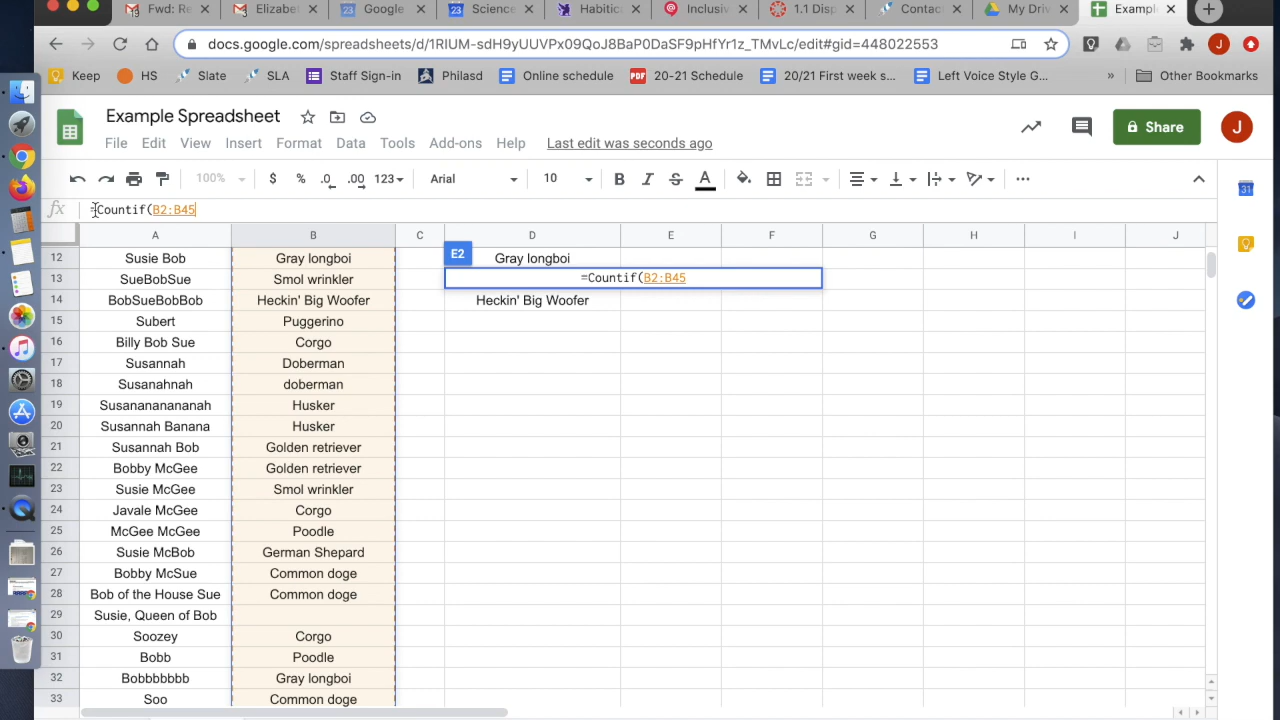 Fwd: Re
Elizabet
Google
Science
Habitic
Inclusiv
1.1 Disp
Contac
My Driv
Exampl
docs.google.com/spreadsheets/d/1RIUM-sdH9yUUVPx09QoJ8BaP0DaSF9pHfYr1z_TMvLc/edit#gid=448022553
J
Keep HS Slate SLA Staff Sign-in Philasd Online schedule PDF 20-21 Schedule 20/21 First week s... Left Voice Style G... » Other Bookmarks
Example Spreadsheet
File Edit View Insert Format Data Tools Add-ons Help Last edit was seconds ago
Share
J
100% $ % .0 .00 123 Arial 10 B I S A
fx =Countif(B2:B45
A B C D E F G H I J
E2
12 Susie Bob Gray longboi Gray longboi
13 SueBobSue Smol wrinkler =Countif(B2:B45
14 BobSueBobBob Heckin' Big Woofer Heckin' Big Woofer
15 Subert Puggerino
16 Billy Bob Sue Corgo
17 Susannah Doberman
18 Susanahnah doberman
19 Susanananananah Husker
20 Susannah Banana Husker
21 Susannah Bob Golden retriever
22 Bobby McGee Golden retriever
23 Susie McGee Smol wrinkler
24 Javale McGee Corgo
25 McGee McGee Poodle
26 Susie McBob German Shepard
27 Bobby McSue Common doge
28 Bob of the House Sue Common doge
29 Susie, Queen of Bob
30 Soozey Corgo
31 Bobb Poodle
32 Bobbbbbbb Gray longboi
33 Soo Common doge